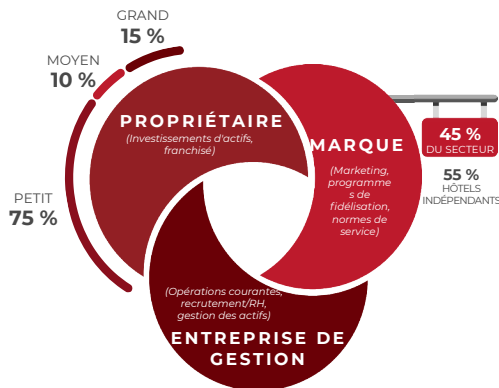 GRAND
15 %
MOYEN
10 %
PETIT
75 %
PROPRIÉTAIRE
(Investissements d'actifs,
franchisé)
MARQUE
(Marketing,
programme
s de
fidélisation,
normes de
service)
45 %
DU SECTEUR
55 %
HÔTELS
INDÉPENDANTS
(Opérations courantes,
recrutement/RH,
gestion des actifs)
ENTREPRISE DE
GESTION